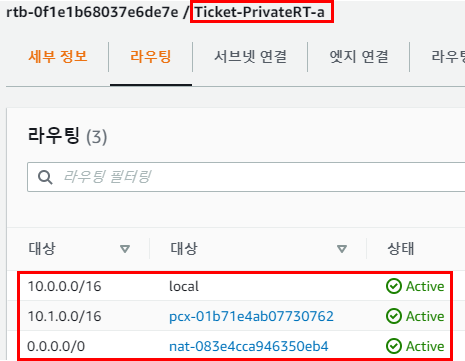 rtb-0f1e1b68037e6de7e / Ticket-PrivateRT-a
세부 정보 라우팅 서브넷 연결 엣지 연결 라우
라우팅 (3)
라우팅 필터링
대상 대상 상태
10.0.0.0/16 local Active
10.1.0.0/16 pcx-01b71e4ab07730762 Active
0.0.0.0/0 nat-083e4cca946350eb4 Active